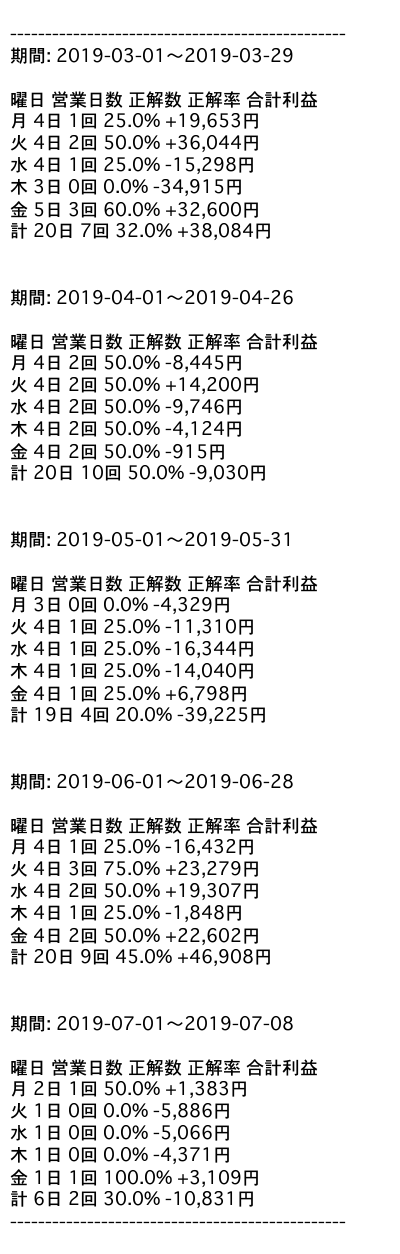 ------------------------------------------------
期間: 2019-03-01〜2019-03-29
曜日 営業日数 正解数 正解率 合計利益
月 4日 1回 25.0% +19,653円
火 4日 2回 50.0% +36,044円
水 4日 1回 25.0% -15,298円
木 3日 0回 0.0% -34,915円
金 5日 3回 60.0% +32,600円
計 20日 7回 32.0% +38,084円
期間: 2019-04-01〜2019-04-26
曜日 営業日数 正解数 正解率 合計利益
月 4日 2回 50.0% -8,445円
火 4日 2回 50.0% +14,200円
水 4日 2回 50.0% -9,746円
木 4日 2回 50.0% -4,124円
金 4日 2回 50.0% -915円
計 20日 10回 50.0% -9,030円
期間: 2019-05-01〜2019-05-31
曜日 営業日数 正解数 正解率 合計利益
月 3日 0回 0.0% -4,329円
火 4日 1回 25.0% -11,310円
水 4日 1回 25.0% -16,344円
木 4日 1回 25.0% -14,040円
金 4日 1回 25.0% +6,798円
計 19日 4回 20.0% -39,225円
期間: 2019-06-01〜2019-06-28
曜日 営業日数 正解数 正解率 合計利益
月 4日 1回 25.0% -16,432円
火 4日 3回 75.0% +23,279円
水 4日 2回 50.0% +19,307円
木 4日 1回 25.0% -1,848円
金 4日 2回 50.0% +22,602円
計 20日 9回 45.0% +46,908円
期間: 2019-07-01〜2019-07-08
曜日 営業日数 正解数 正解率 合計利益
月 2日 1回 50.0% +1,383円
火 1日 0回 0.0% -5,886円
水 1日 0回 0.0% -5,066円
木 1日 0回 0.0% -4,371円
金 1日 1回 100.0% +3,109円
計 6日 2回 30.0% -10,831円
------------------------------------------------